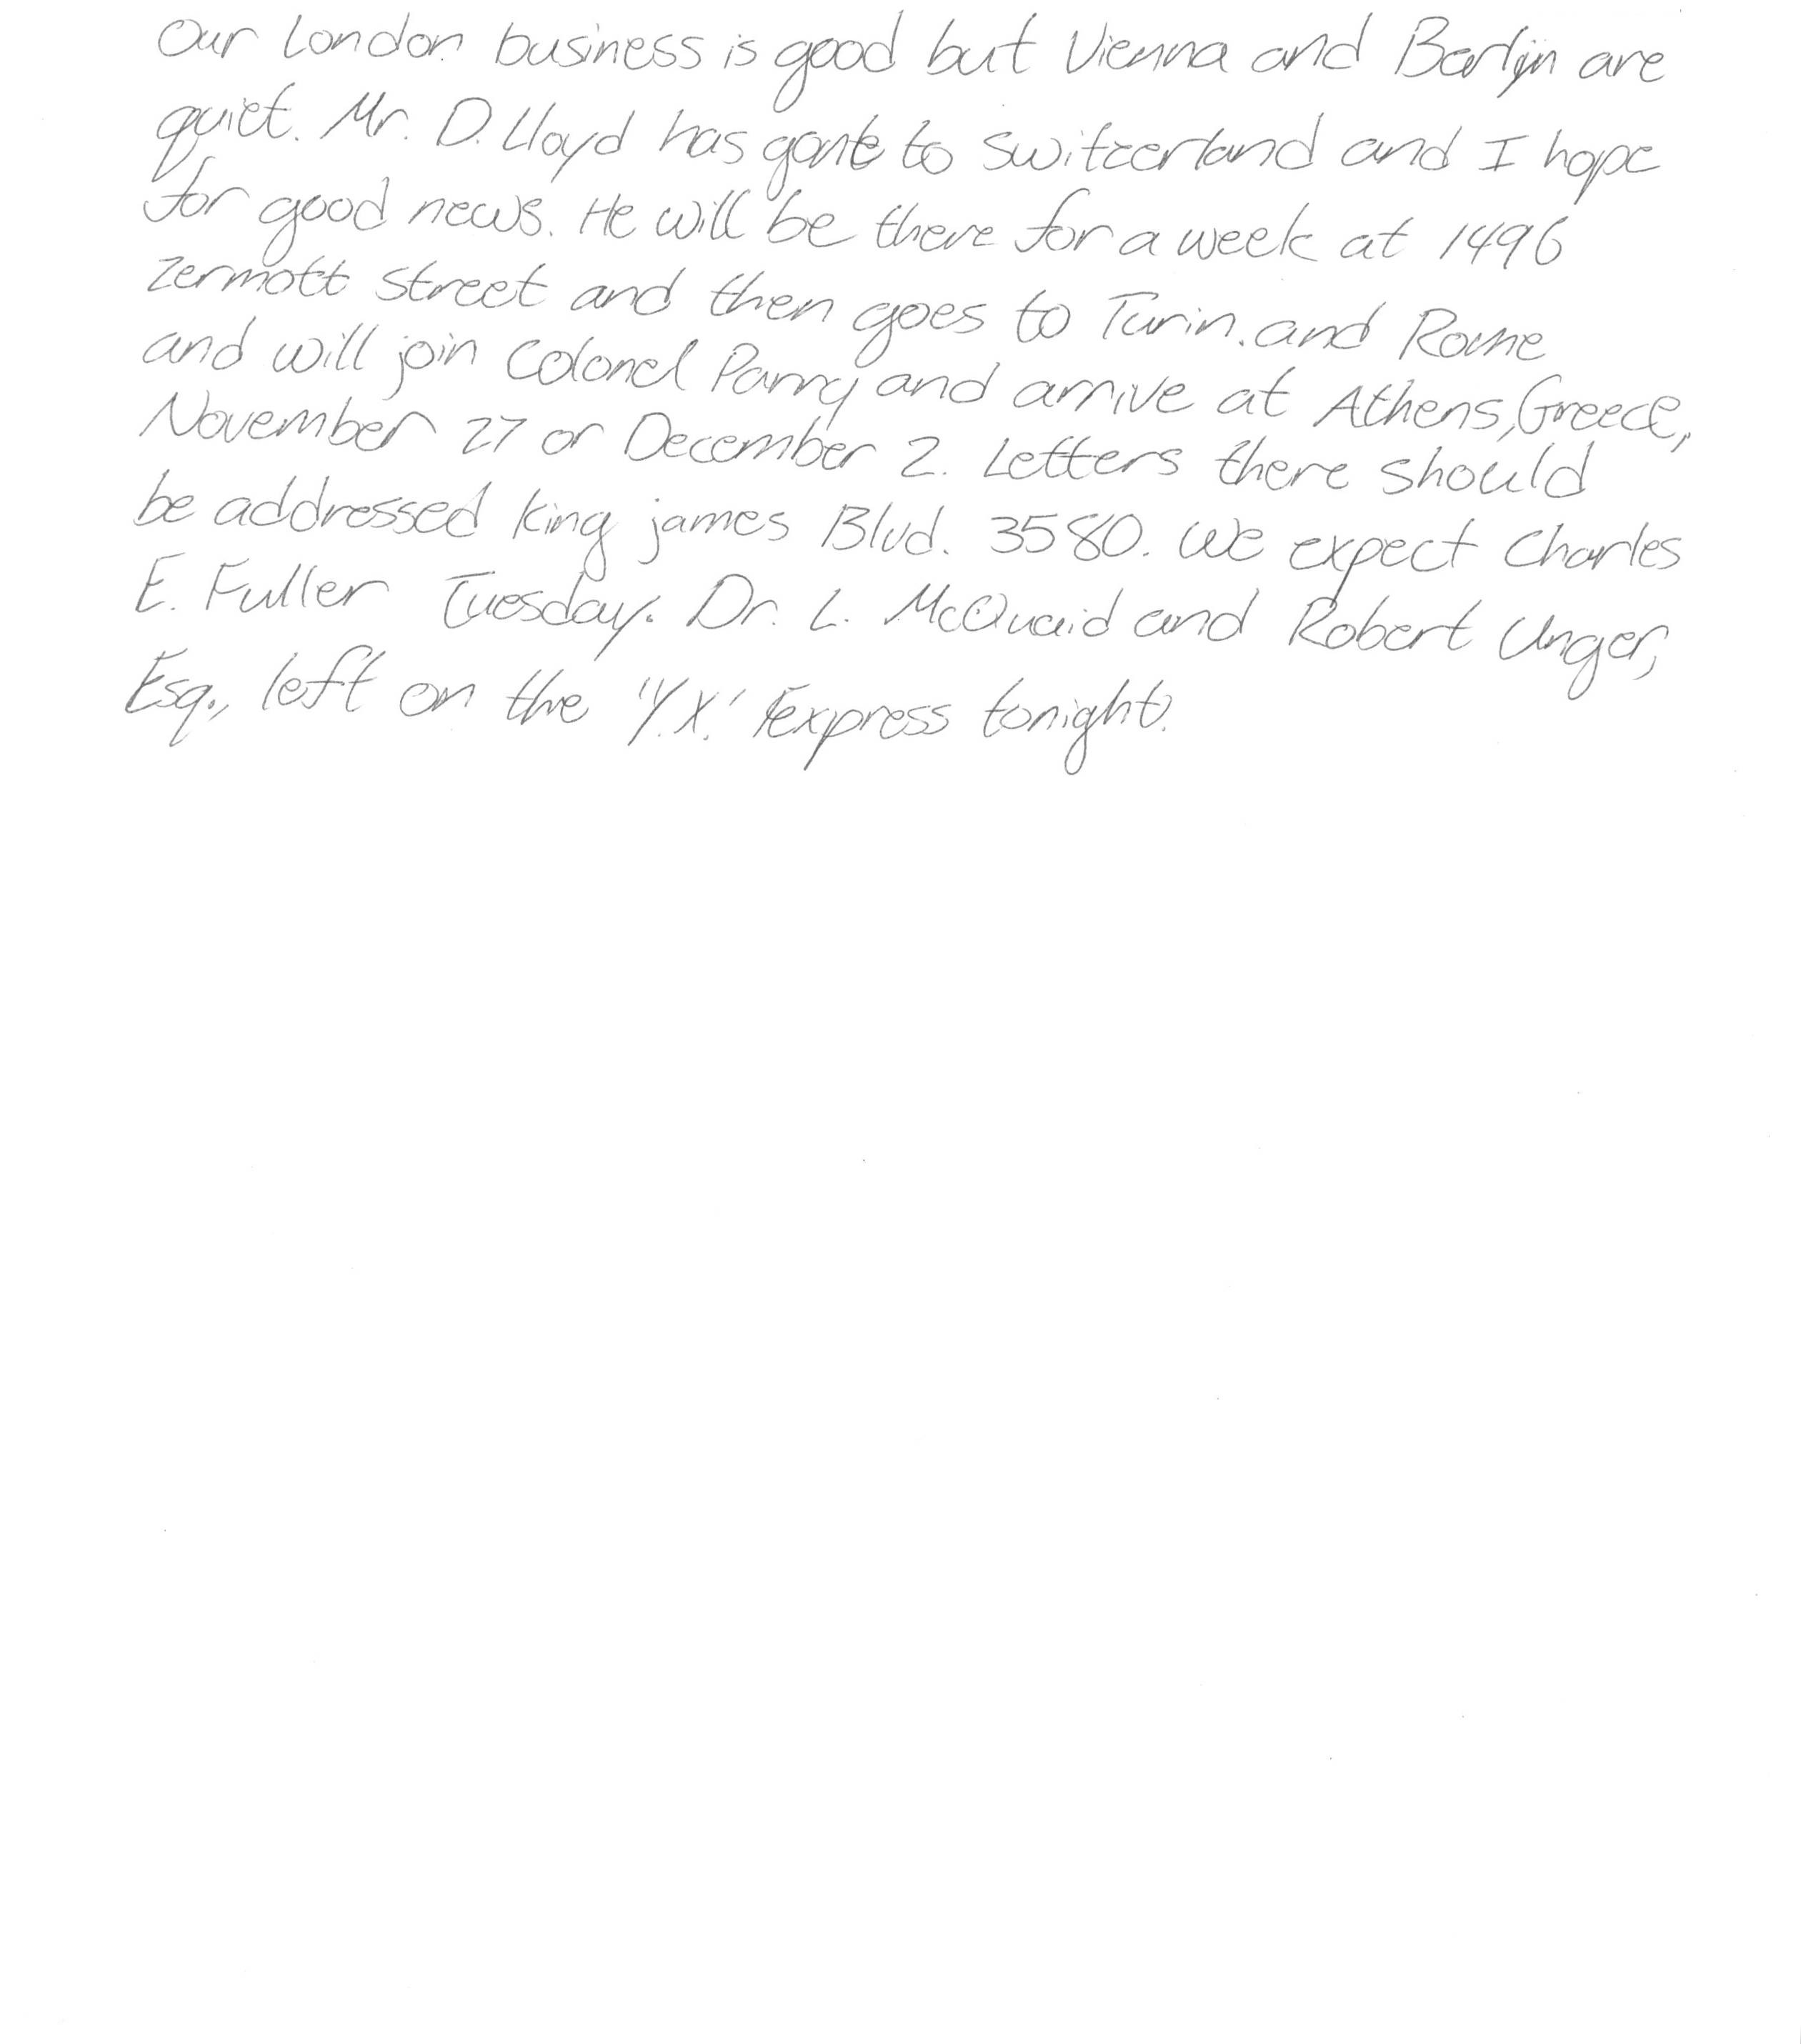 Our London business is good but Vienna and Berlin are
quiet. Mr. D. Lloyd has gone to Switzerland and I hope
for good news. He will be there for a week at 1496
Zermott Street and then goes to Turin. and Rome
and will join Colonel Parry and arrive at Athens, Greece,
November 27 or December 2. Letters there should
be addressed King james Blvd. 3580. We expect Charles
E. Fuller Tuesday. Dr. L. McQuaid and Robert Unger,
Esq., left on the 'Y.X.' Express tonight.